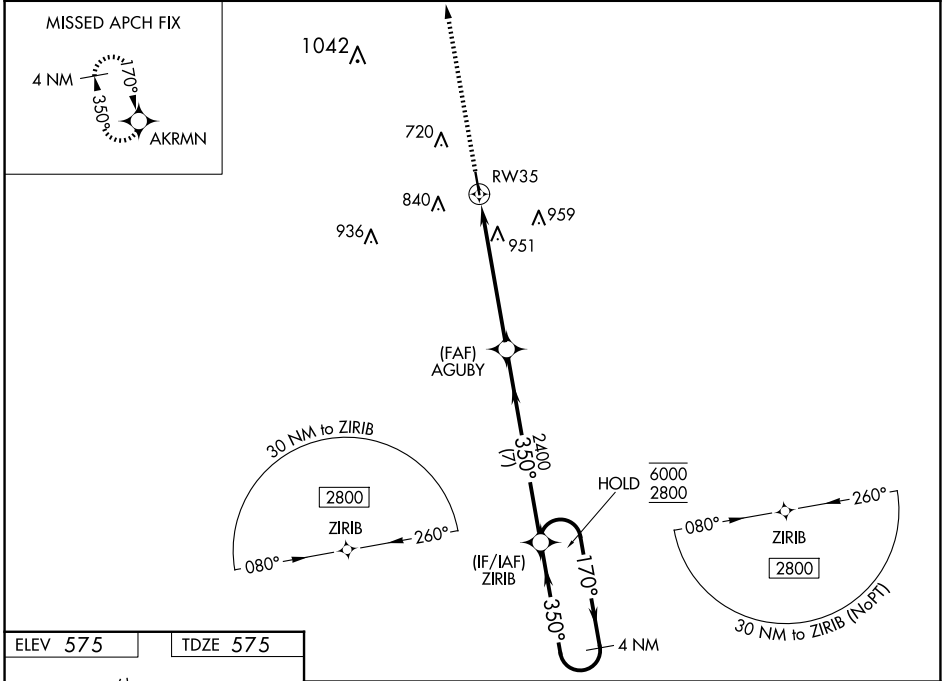 MISSED APCH FIX
4 NM
170°
350°
AKRMN
1042
720
840
936
RW35
959
951
(FAF)
AGUBY
2400
350°
(7)
30 NM to ZIRIB
2800
ZIRIB
080°
260°
HOLD
6000
2800
(IF/IAF)
ZIRIB
170°
350°
4 NM
080°
260°
ZIRIB
2800
30 NM to ZIRIB (NoPT)
ELEV 575
TDZE 575